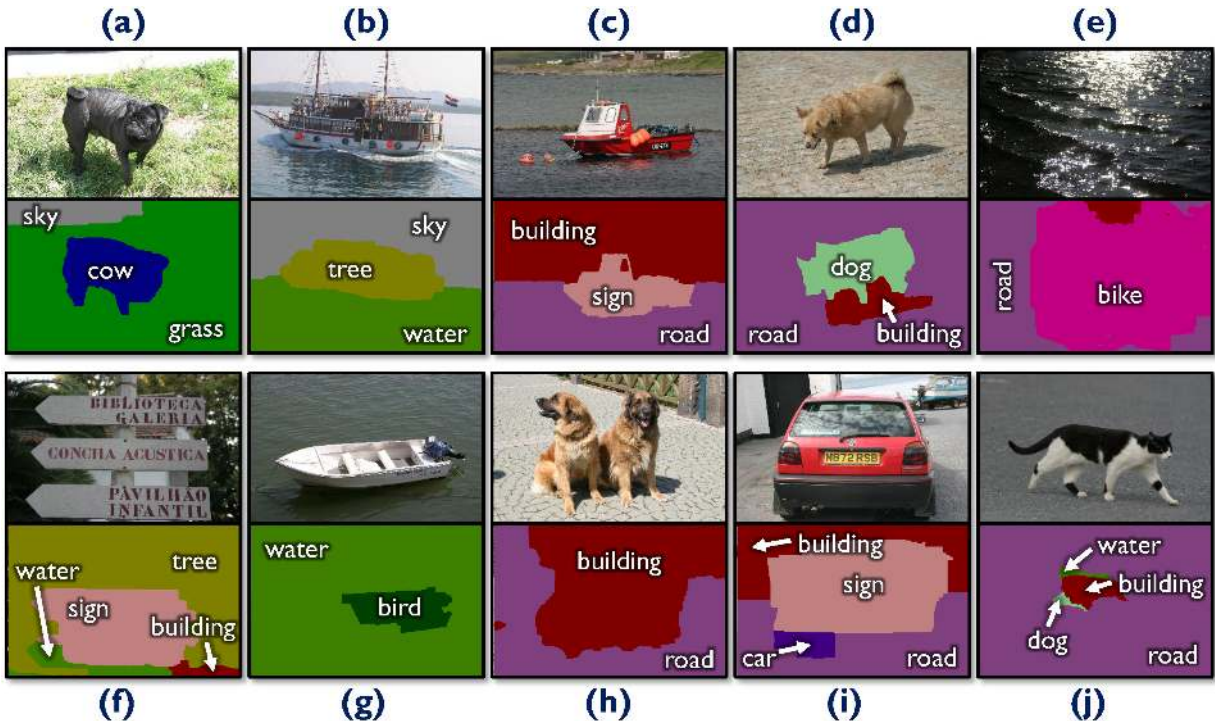 (a) (b) (c) (d) (e)
sky
cow
grass
sky
tree
water
building
sign
road
dog
road
building
road
bike
BIBLIOTECA
GALERIA
CONCHA ACUSTICA
PAVILHÃO
INFANTIL
N872 RSB
water
tree
sign
building
water
bird
building
road
building
sign
car
road
water
building
dog
road
(f) (g) (h) (i) (j)